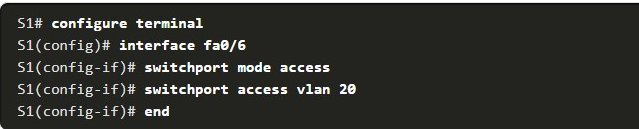 S1# configure terminal
S1(config)# interface fa0/6
S1(config-if)# switchport mode access
S1(config-if)# switchport access vlan 20
S1(config-if)# end